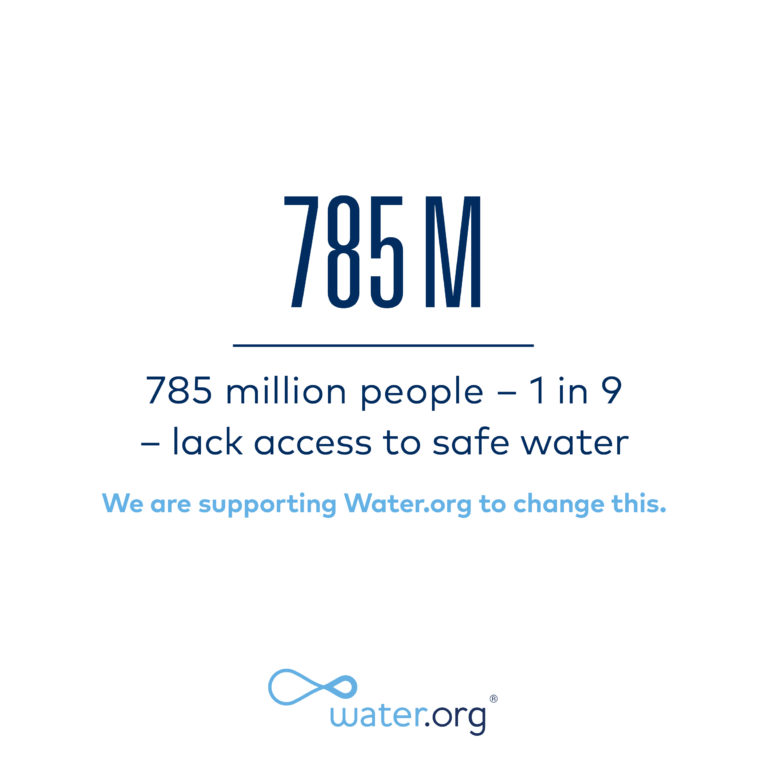 785 M
785 million people – 1 in 9
– lack access to safe water
We are supporting Water.org to change this.
water.org®